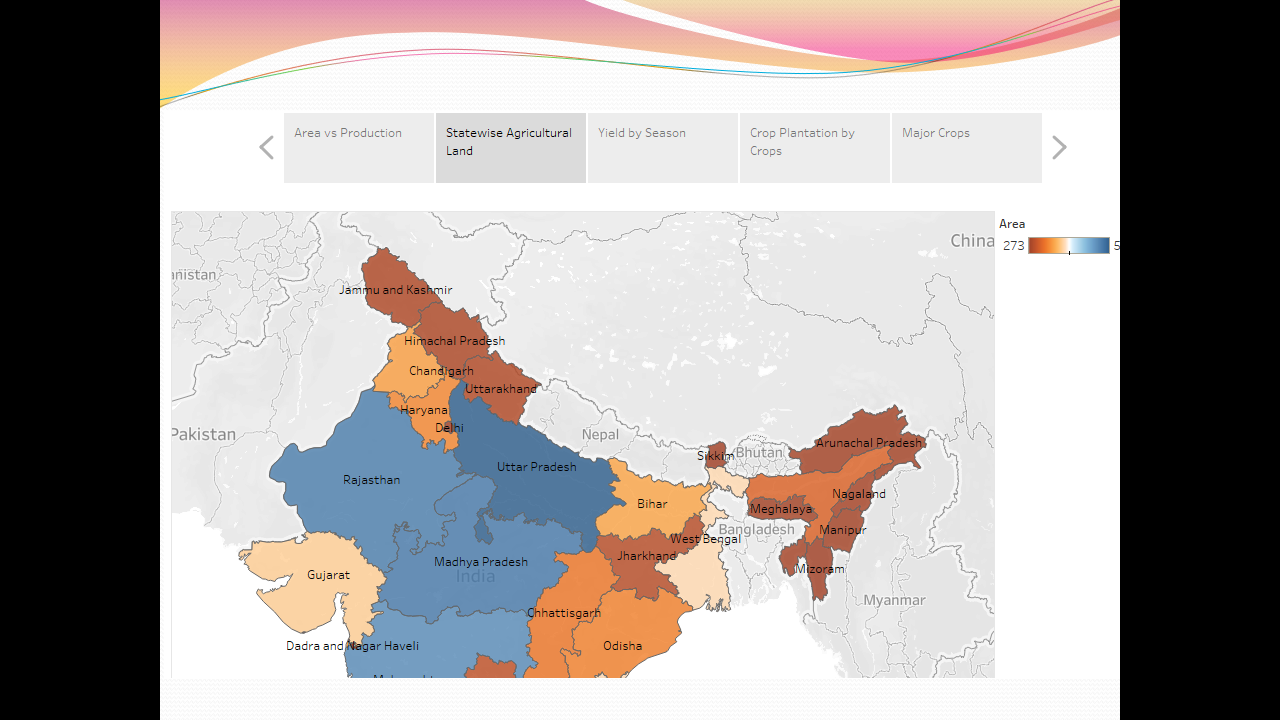 Area vs Production
Statewise Agricultural
Land
Yield by Season
Crop Plantation by
Crops
Major Crops
Area
273
5
China
anistan
Jammu and Kashmir
Himachal Pradesh
Chandigarh
Uttarakhand
Haryana
Delhi
Pakistan
Nepal
Arunachal Pradesh
Sikkim
Bhutan
Uttar Pradesh
Rajasthan
Nagaland
Bihar
Meghalaya
Manipur
Bangladesh
West Bengal
Jharkhand
Madhya Pradesh
Mizoram
Gujarat
India
Myanmar
Chhattisgarh
Dadra and Nagar Haveli
Odisha